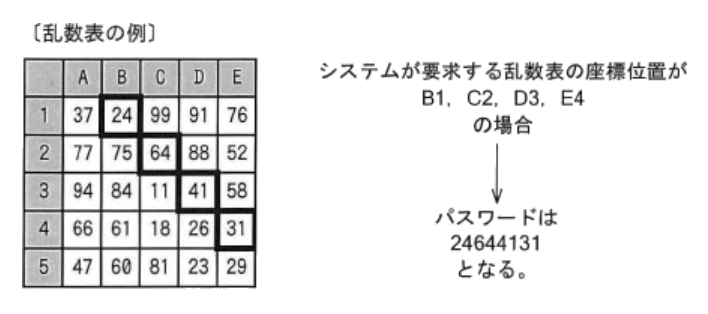 〔乱数表の例〕
A B C D E
1 37 24 99 91 76
2 77 75 64 88 52
3 94 84 11 41 58
4 66 61 18 26 31
5 47 60 81 23 29
システムが要求する乱数表の座標位置が
B1, C2, D3, E4
の場合
パスワードは
24644131
となる。